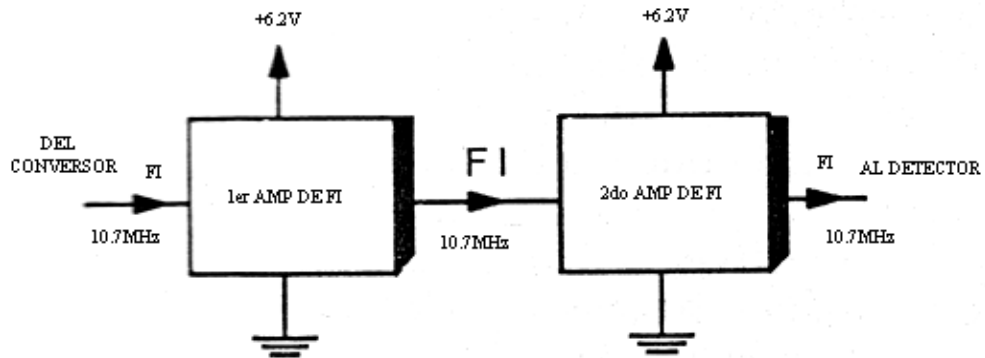 +6.2V
+6.2V
DEL
CONVERSOR
FI
1er AMP DE FI
FI
2do AMP DE FI
FI
AL DETECTOR
10.7MHz
10.7MHz
10.7MHz